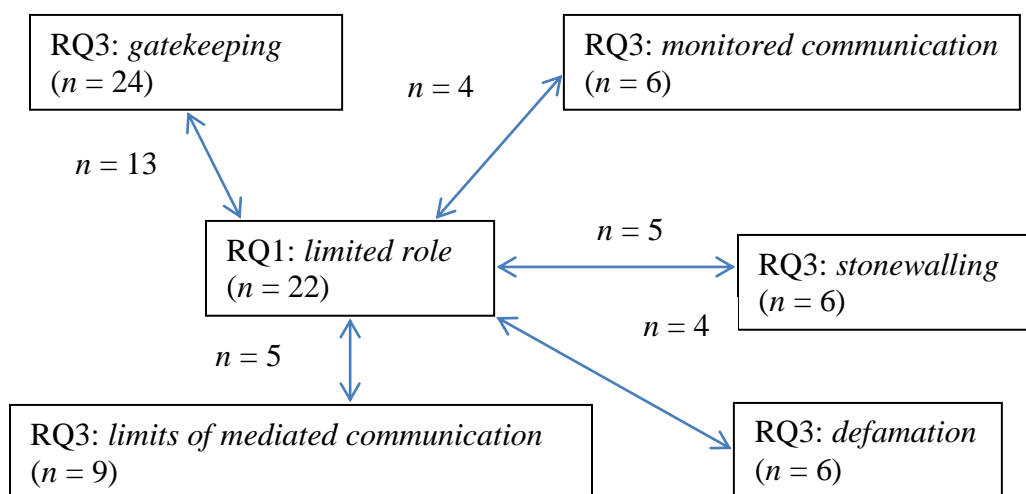 RQ3: gatekeeping
(n = 24)
RQ3: monitored communication
(n = 6)
n = 4
n = 13
RQ1: limited role
(n = 22)
n = 5
RQ3: stonewalling
(n = 6)
n = 4
n = 5
RQ3: limits of mediated communication
(n = 9)
RQ3: defamation
(n = 6)